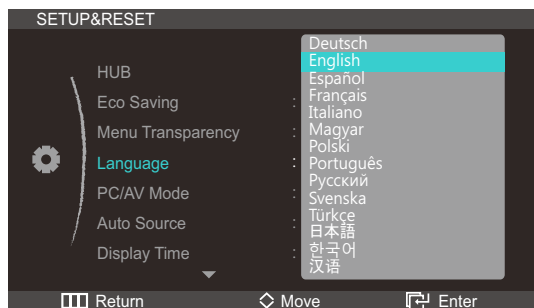 SETUP&RESET
HUB
Eco Saving :
Menu Transparency :
Language :
PC/AV Mode :
Auto Source :
Display Time :
Deutsch
English
Español
Français
Italiano
Magyar
Polski
Português
Русский
Svenska
Türkçe
日本語
한국어
汉语
Return
Move
Enter